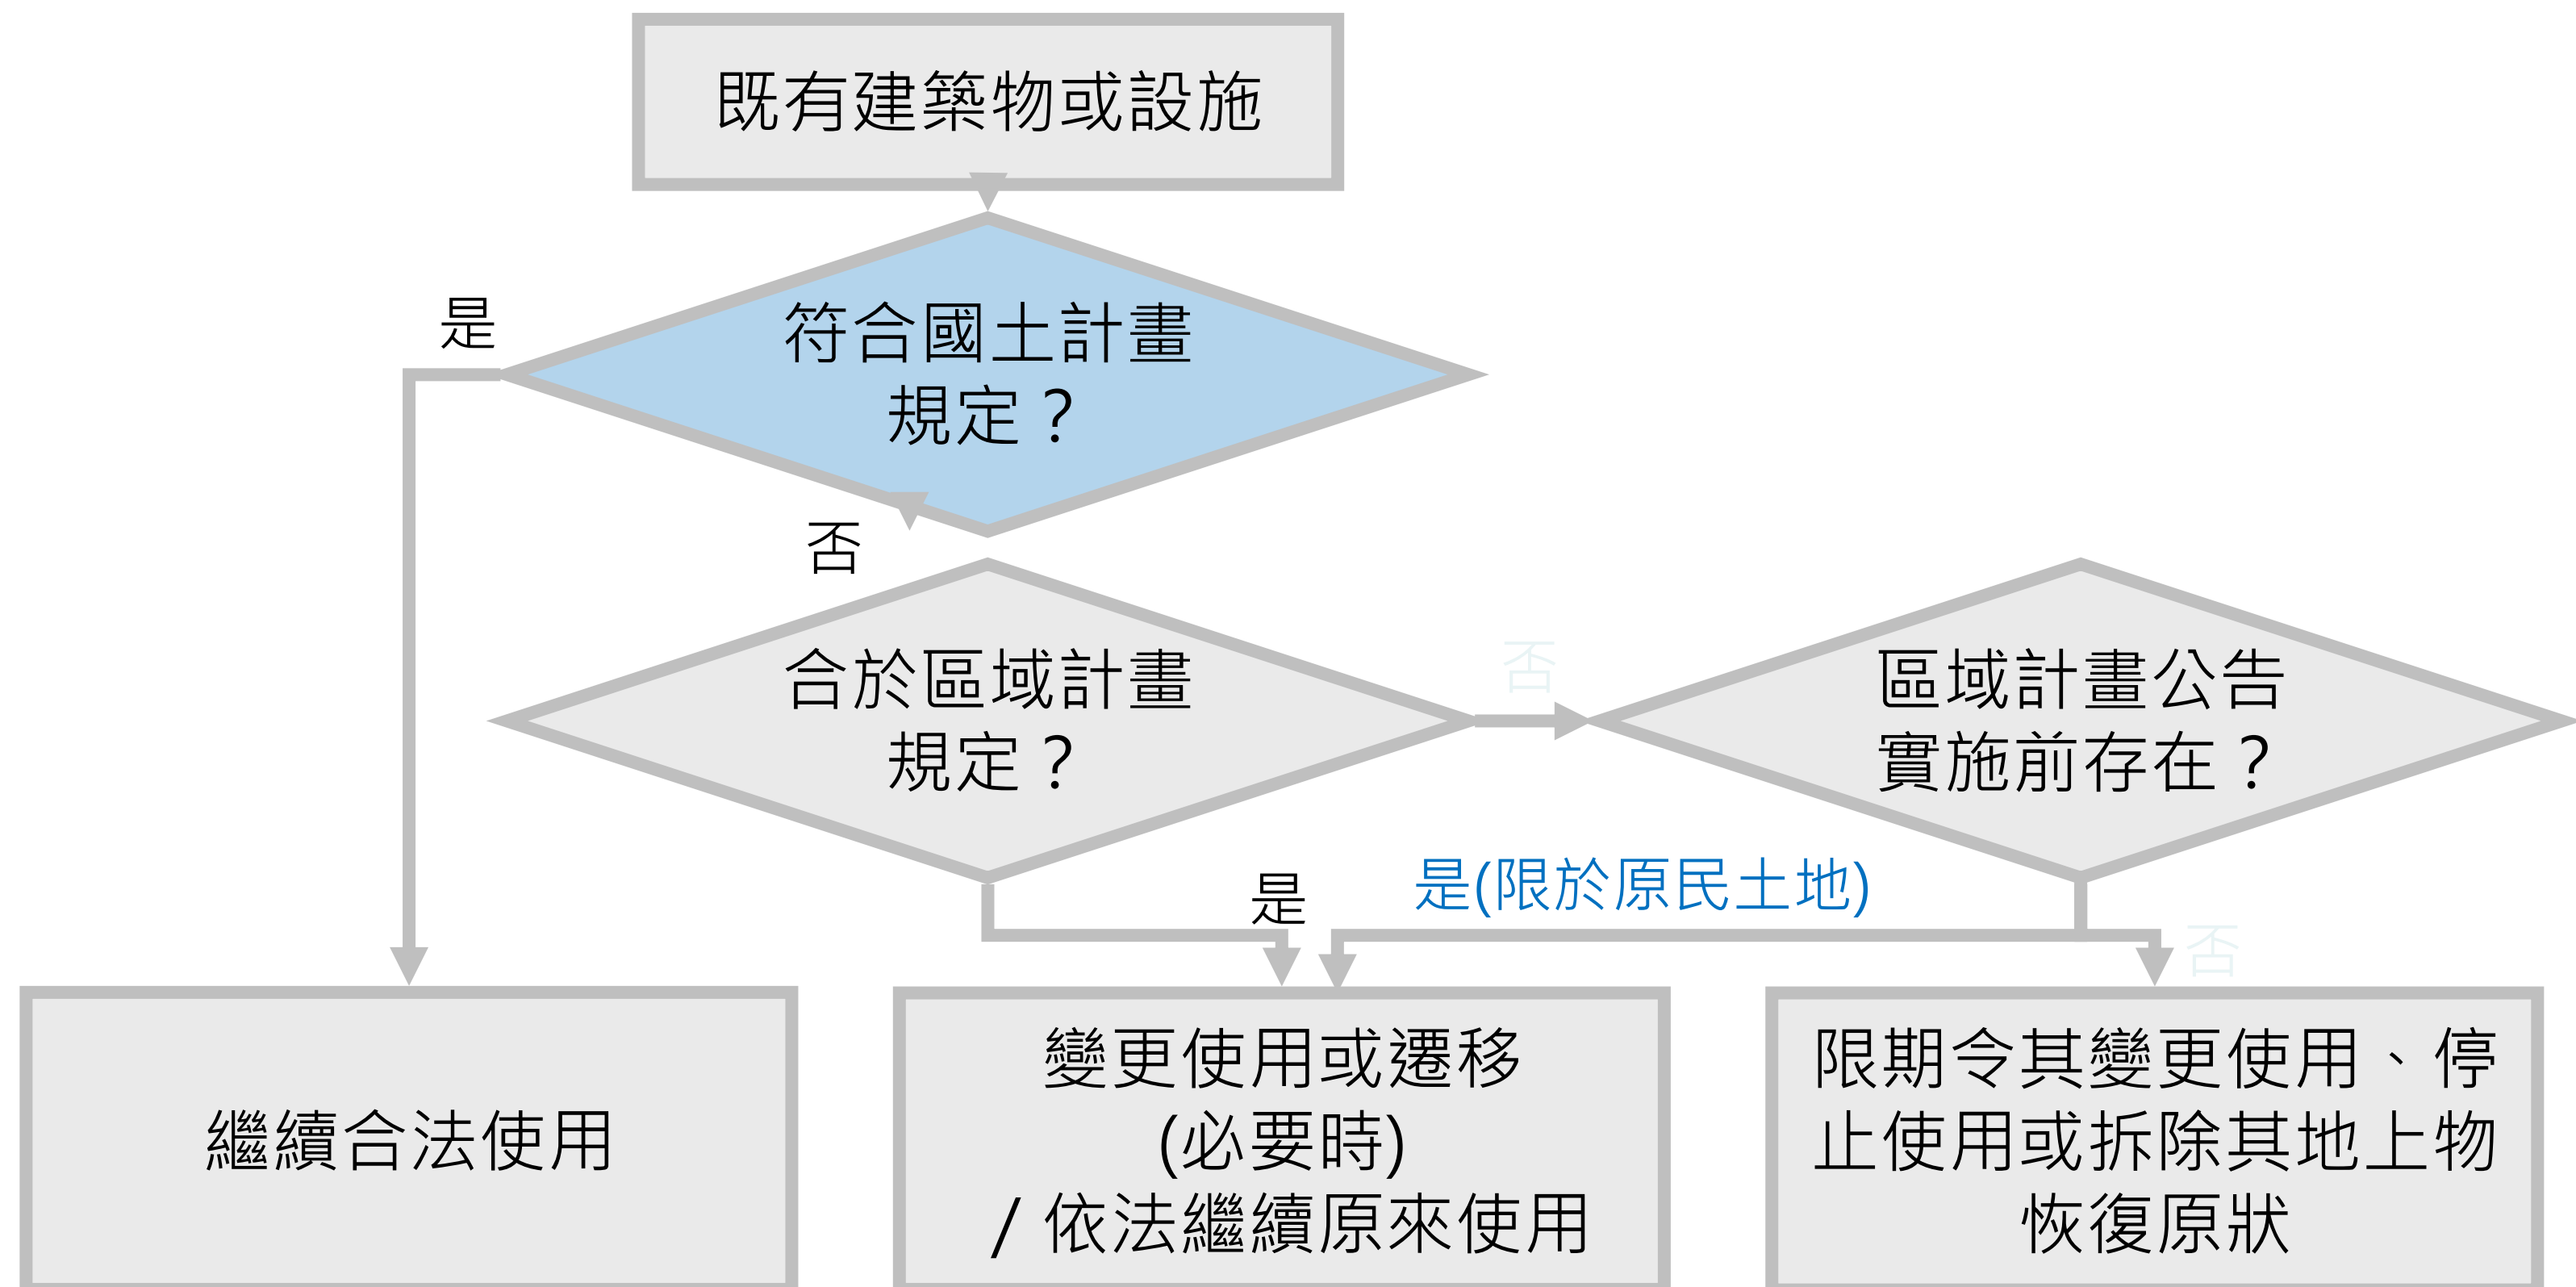 既有建築物或設施
是
符合國土計畫
規定？
否
合於區域計畫
規定？
否
區域計畫公告
實施前存在？
是
是(限於原民土地)
否
繼續合法使用
變更使用或遷移
(必要時)
/ 依法繼續原來使用
限期令其變更使用、停
止使用或拆除其地上物
恢復原狀